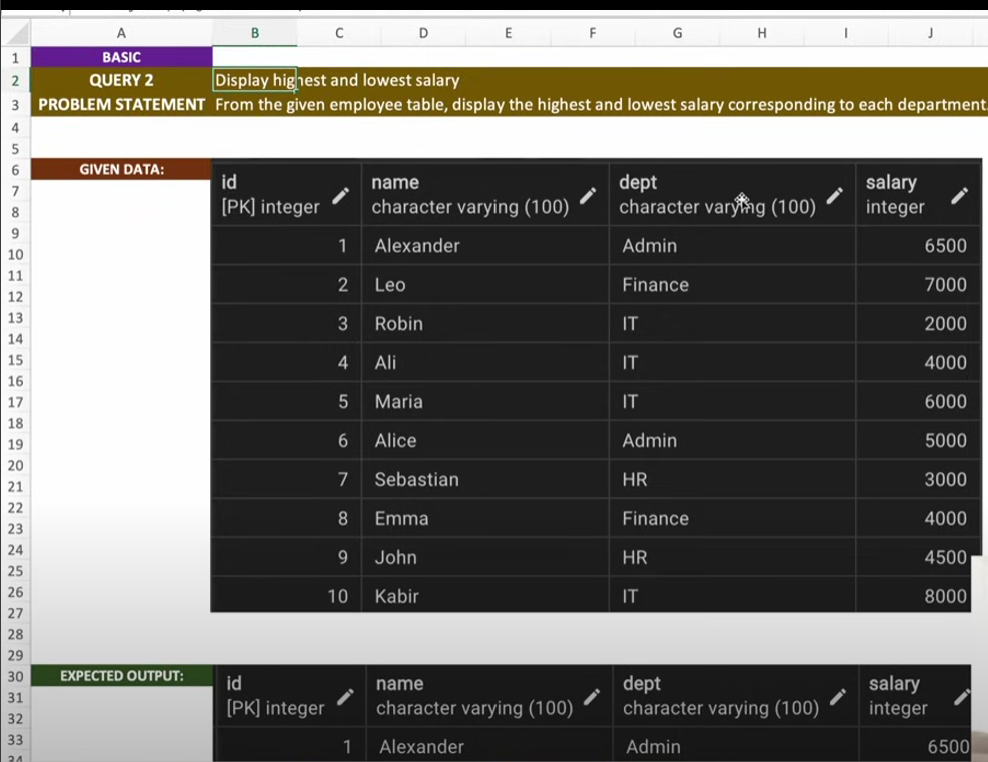 A B C D E F G H I J
1 BASIC
2 QUERY 2 Display highest and lowest salary
3 PROBLEM STATEMENT From the given employee table, display the highest and lowest salary corresponding to each department.
4
5
6 GIVEN DATA:
7
8
9
10
11
12
13
14
15
16
17
18
19
20
21
22
23
24
25
26
27
28
29
id name dept salary
[PK] integer character varying (100) character varying (100) integer
1 Alexander Admin 6500
2 Leo Finance 7000
3 Robin IT 2000
4 Ali IT 4000
5 Maria IT 6000
6 Alice Admin 5000
7 Sebastian HR 3000
8 Emma Finance 4000
9 John HR 4500
10 Kabir IT 8000
30 EXPECTED OUTPUT:
31
32
33
34
id name dept salary
[PK] integer character varying (100) character varying (100) integer
1 Alexander Admin 6500